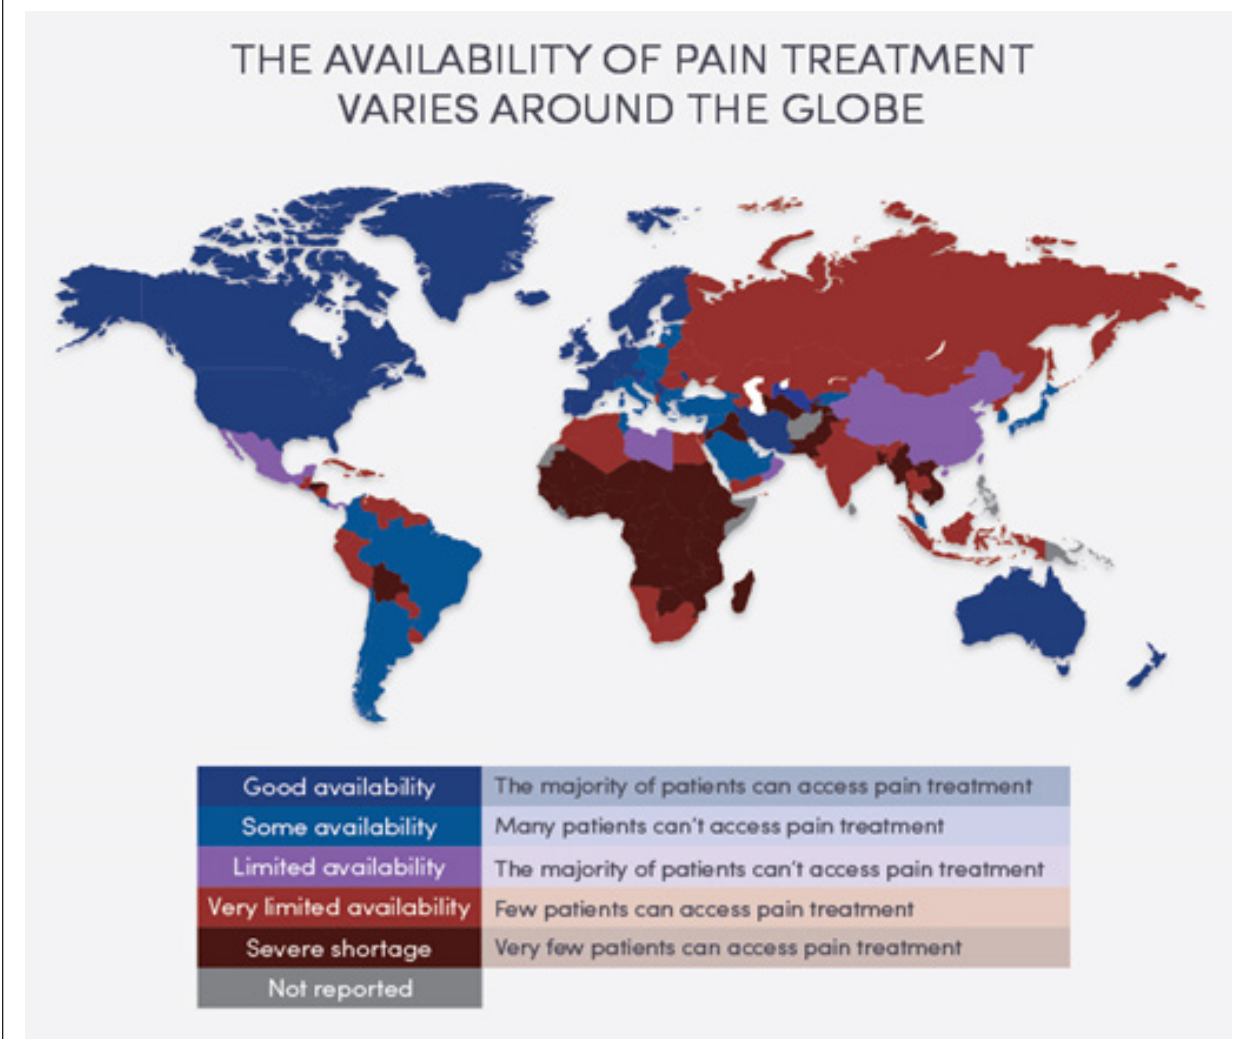 THE AVAILABILITY OF PAIN TREATMENT
VARIES AROUND THE GLOBE
Good availability The majority of patients can access pain treatment
Some availability Many patients can't access pain treatment
Limited availability The majority of patients can't access pain treatment
Very limited availability Few patients can access pain treatment
Severe shortage Very few patients can access pain treatment
Not reported